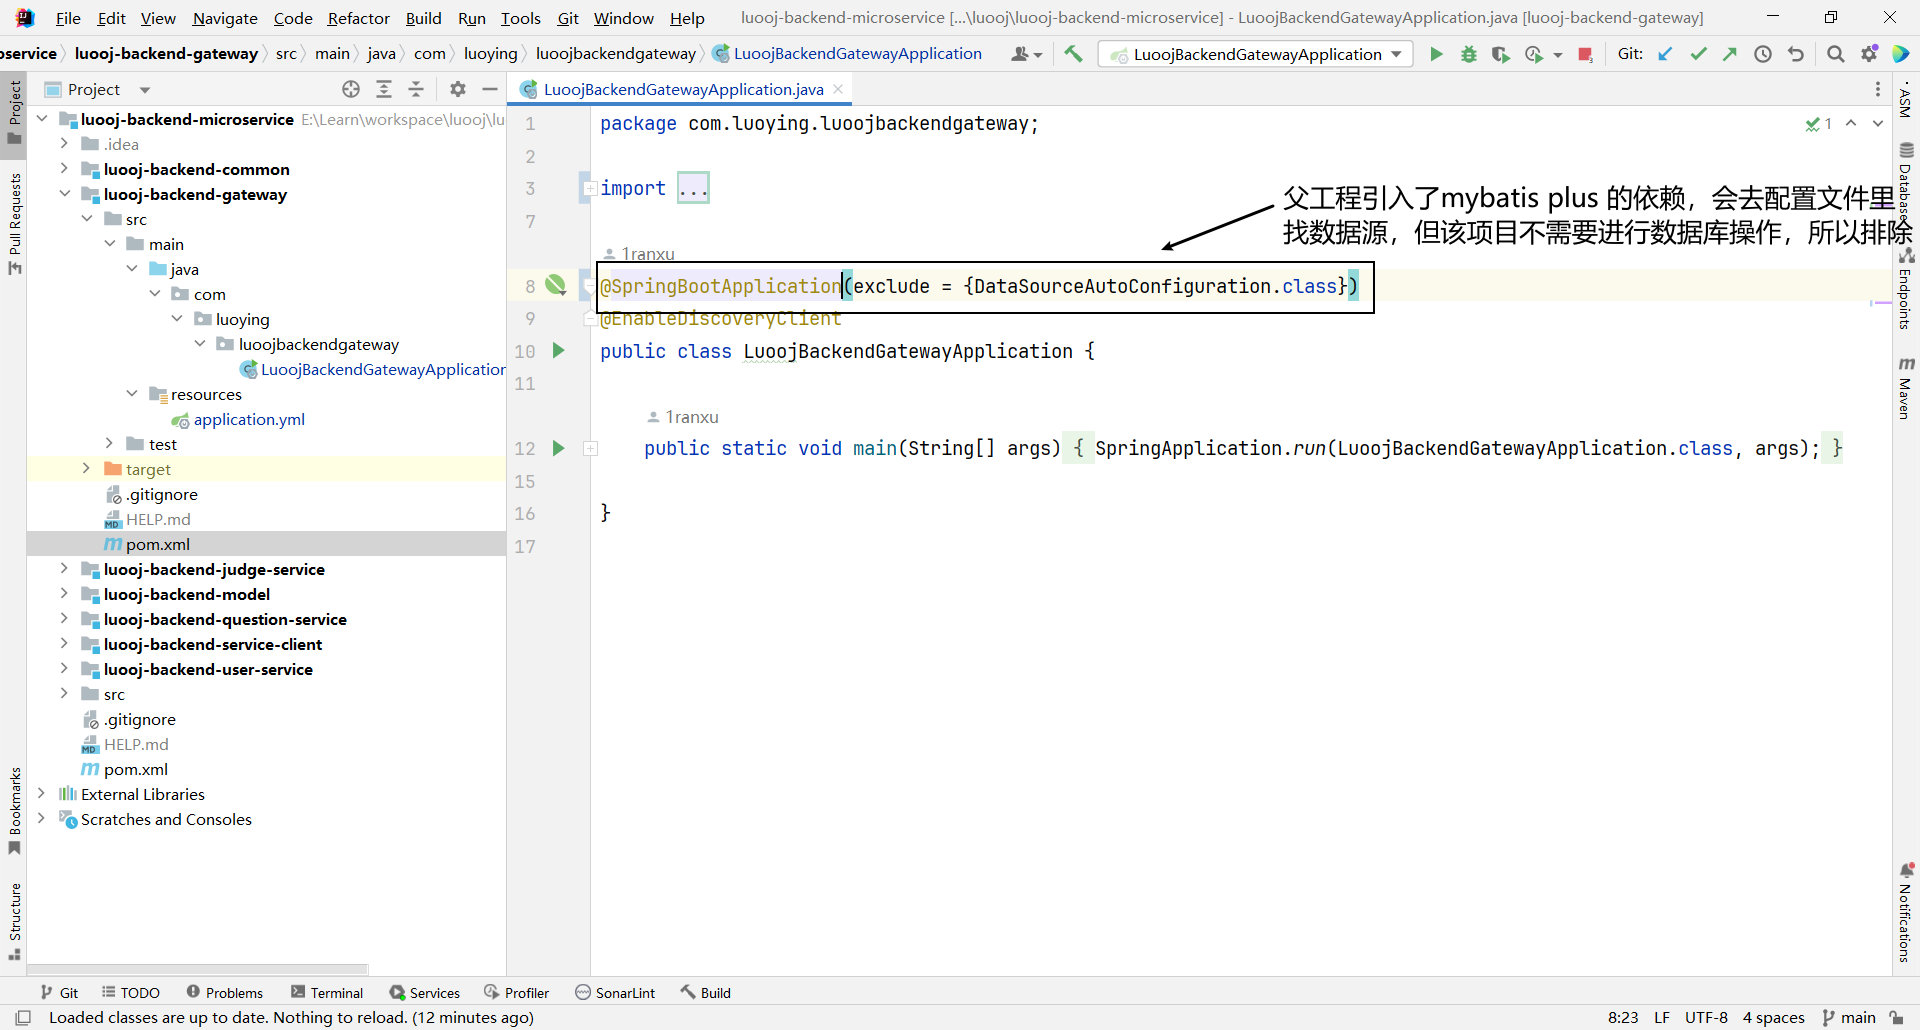 File Edit View Navigate Code Refactor Build Run Tools Git Window Help luooj-backend-microservice [...\luooj\luooj-backend-microservice] - LuoojBackendGatewayApplication.java [luooj-backend-gateway]
oservice luooj-backend-gateway src main java com luoying luoojbackendgateway LuoojBackendGatewayApplication LuoojBackendGatewayApplication Git:
Project
LuoojBackendGatewayApplication.java
Project
Pull Requests
Bookmarks
Structure
luooj-backend-microservice E:\Learn\workspace\luooj\lu
.idea
luooj-backend-common
luooj-backend-gateway
src
main
java
com
luoying
luoojbackendgateway
LuoojBackendGatewayApplication
resources
application.yml
test
target
.gitignore
HELP.md
pom.xml
luooj-backend-judge-service
luooj-backend-model
luooj-backend-question-service
luooj-backend-service-client
luooj-backend-user-service
src
.gitignore
HELP.md
pom.xml
External Libraries
Scratches and Consoles
1 package com.luoying.luoojbackendgateway;
1
2
3 import ...
7
父工程引入了mybatis plus 的依赖，会去配置文件里
找数据源，但该项目不需要进行数据库操作，所以排除
1ranxu
8 @SpringBootApplication(exclude = {DataSourceAutoConfiguration.class})
9 @EnableDiscoveryClient
10 public class LuoojBackendGatewayApplication {
11
1ranxu
12 public static void main(String[] args) { SpringApplication.run(LuoojBackendGatewayApplication.class, args); }
15
16 }
17
ASM
Database
Endpoints
m Maven
Notifications
Git TODO Problems Terminal Services Profiler SonarLint Build
Loaded classes are up to date. Nothing to reload. (12 minutes ago) 8:23 LF UTF-8 4 spaces main